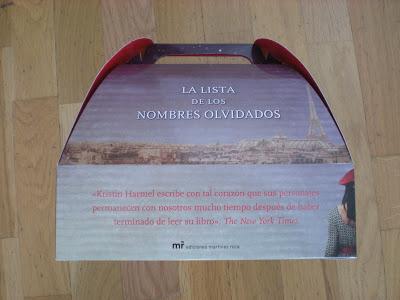 LA LISTA
DE LOS
NOMBRES OLVIDADOS
«Kristin Harmel escribe con tal corazón que sus personajes
permanecen con nosotros mucho tiempo después de haber
terminado de leer su libro». The New York Times
mr ediciones martínez roca